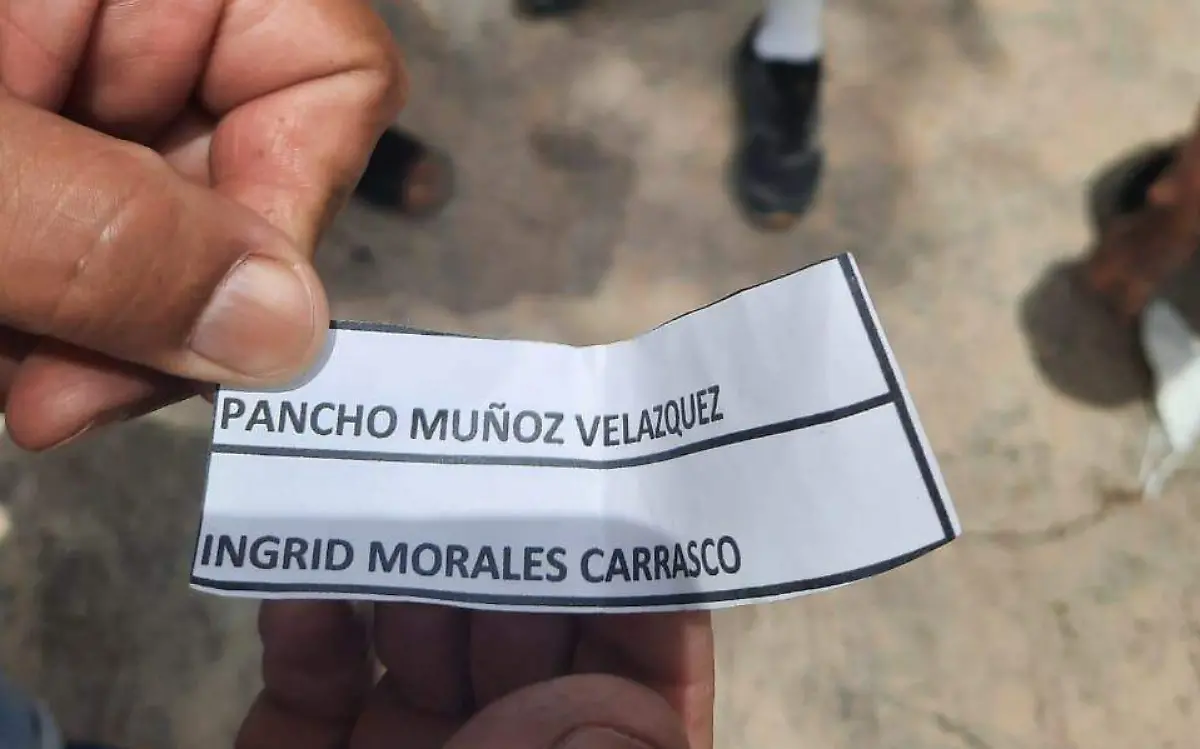 PANCHO MUÑOZ VELAZQUEZ
INGRID MORALES CARRASCO